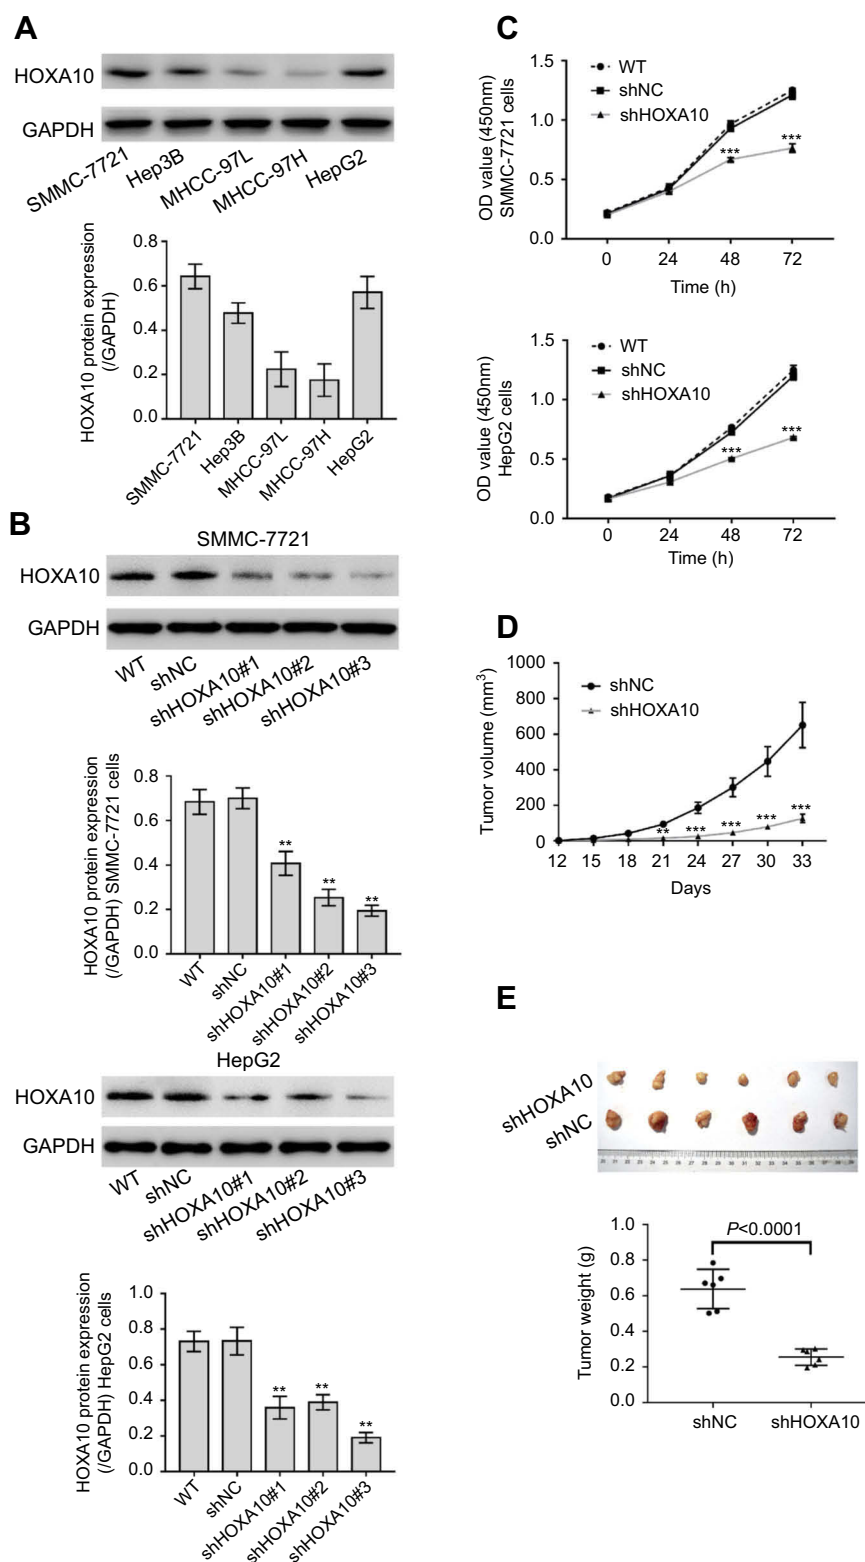 A
HOXA10
GAPDH
SMMC-7721
Hep3B
MHCC-97L
MHCC-97H
HepG2
HOXA10 protein expression
(/GAPDH)
0.8
0.6
0.4
0.2
0.0
SMMC-7721
Hep3B
MHCC-97L
MHCC-97H
HepG2
B
SMMC-7721
HOXA10
GAPDH
WT
shNC
shHOXA10#1
shHOXA10#2
shHOXA10#3
HOXA10 protein expression
(/GAPDH) SMMC-7721 cells
0.8
0.6
0.4
0.2
0.0
**
**
**
WT
shNC
shHOXA10#1
shHOXA10#2
shHOXA10#3
HepG2
HOXA10
GAPDH
WT
shNC
shHOXA10#1
shHOXA10#2
shHOXA10#3
HOXA10 protein expression
(/GAPDH) HepG2 cells
1.0
0.8
0.6
0.4
0.2
0.0
**
**
**
WT
shNC
shHOXA10#1
shHOXA10#2
shHOXA10#3
C
OD value (450nm)
SMMC-7721 cells
1.5
1.0
0.5
0.0
WT
shNC
shHOXA10
***
***
0 24 48 72
Time (h)
OD value (450nm)
HepG2 cells
1.5
1.0
0.5
0.0
WT
shNC
shHOXA10
***
***
0 24 48 72
Time (h)
D
Tumor volume (mm³)
1000
800
600
400
200
0
shNC
shHOXA10
** *** *** *** ***
12 15 18 21 24 27 30 33
Days
E
shHOXA10
shNC
Tumor weight (g)
1.0
0.8
0.6
0.4
0.2
0.0
P<0.0001
shNC shHOXA10